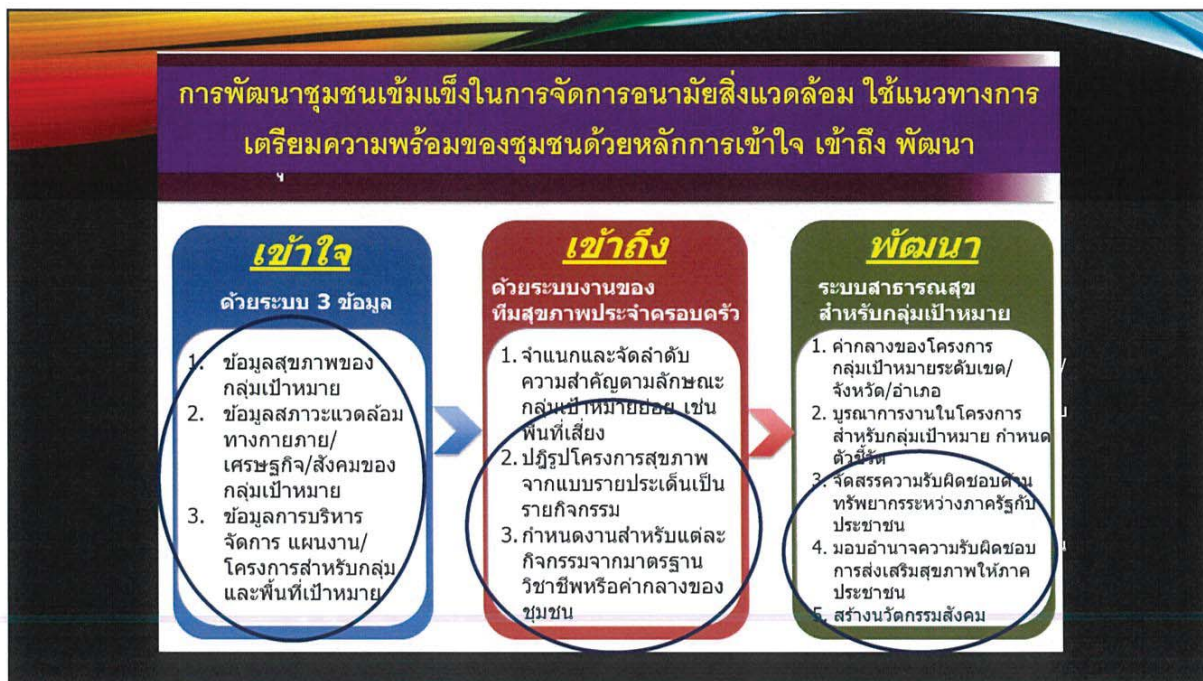 การพัฒนาชุมชนเข้มแข็งในการจัดการอนามัยสิ่งแวดล้อม ใช้แนวทางการ
เตรียมความพร้อมของชุมชนด้วยหลักการเข้าใจ เข้าถึง พัฒนา
เข้าใจ
ด้วยระบบ 3 ข้อมูล
1. ข้อมูลสุขภาพของ
กลุ่มเป้าหมาย
2. ข้อมูลสภาวะแวดล้อม
ทางกายภาย/
เศรษฐกิจ/สังคมของ
กลุ่มเป้าหมาย
3. ข้อมูลการบริหาร
จัดการ แผนงาน/
โครงการสำหรับกลุ่ม
และพื้นที่เป้าหมาย
เข้าถึง
ด้วยระบบงานของ
ทีมสุขภาพประจำครอบครัว
1. จำแนกและจัดลำดับ
ความสำคัญตามลักษณะ
กลุ่มเป้าหมายย่อย เช่น
พื้นที่เสี่ยง
2. ปฎิรูปโครงการสุขภาพ
จากแบบรายประเด็นเป็น
รายกิจกรรม
3. กำหนดงานสำหรับแต่ละ
กิจกรรมจากมาตรฐาน
วิชาชีพหรือค่ากลางของ
ชุมชน
พัฒนา
ระบบสาธารณสุข
สำหรับกลุ่มเป้าหมาย
1. ค่ากลางของโครงการ
กลุ่มเป้าหมายระดับเขต/
จังหวัด/อำเภอ
2. บูรณาการงานในโครงการ
สำหรับกลุ่มเป้าหมาย กำหนด
ตัวชี้วัด
3. จัดสรรความรับผิดชอบด้าน
ทรัพยากรระหว่างภาครัฐกับ
ประชาชน
4. มอบอำนาจความรับผิดชอบ
การส่งเสริมสุขภาพให้ภาค
ประชาชน
5. สร้างนวัตกรรมสังคม